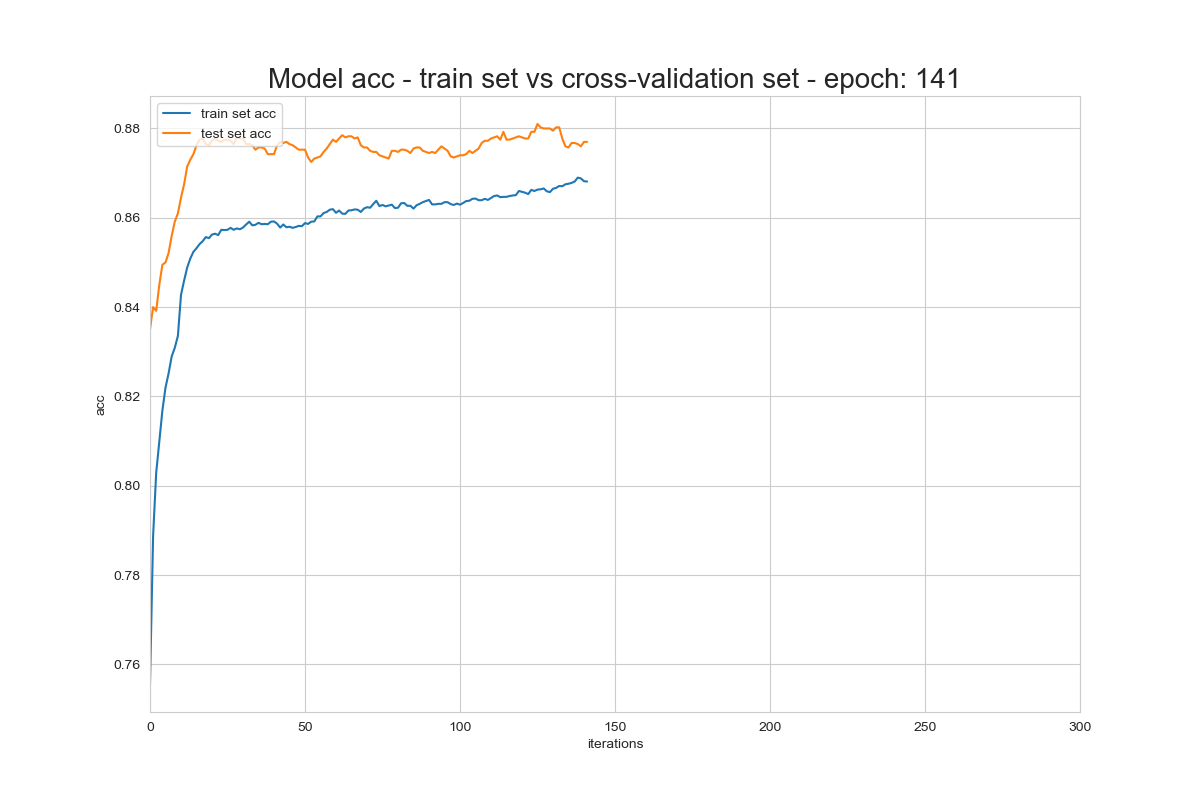 Model acc - train set vs cross-validation set - epoch: 141
train set acc
test set acc
0.88
0.86
0.84
0.82
0.80
0.78
0.76
acc
0 50 100 150 200 250 300
iterations